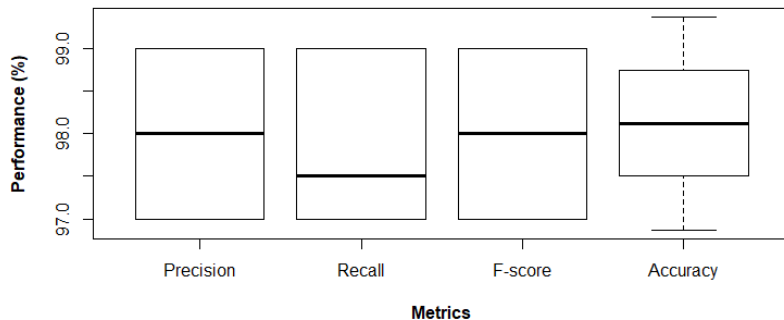 Performance (%)
99.0
98.0
97.0
Precision Recall F-score Accuracy
Metrics